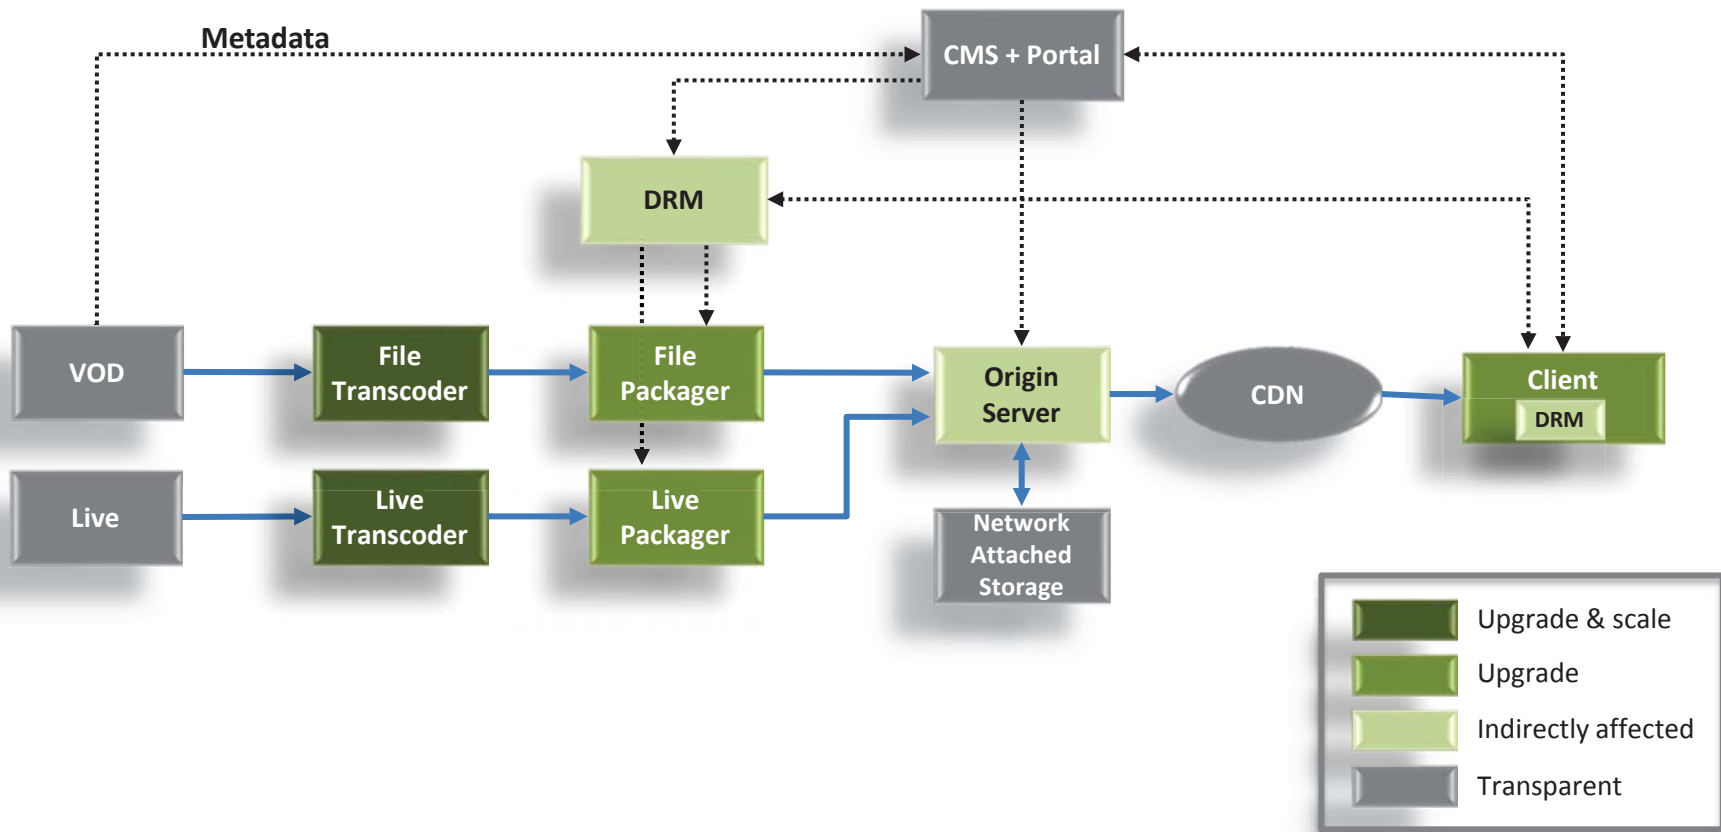 Metadata
CMS + Portal
DRM
VOD
File
Transcoder
File
Packager
Origin
Server
CDN
Client
DRM
Live
Live
Transcoder
Live
Packager
Network
Attached
Storage
Upgrade & scale
Upgrade
Indirectly affected
Transparent